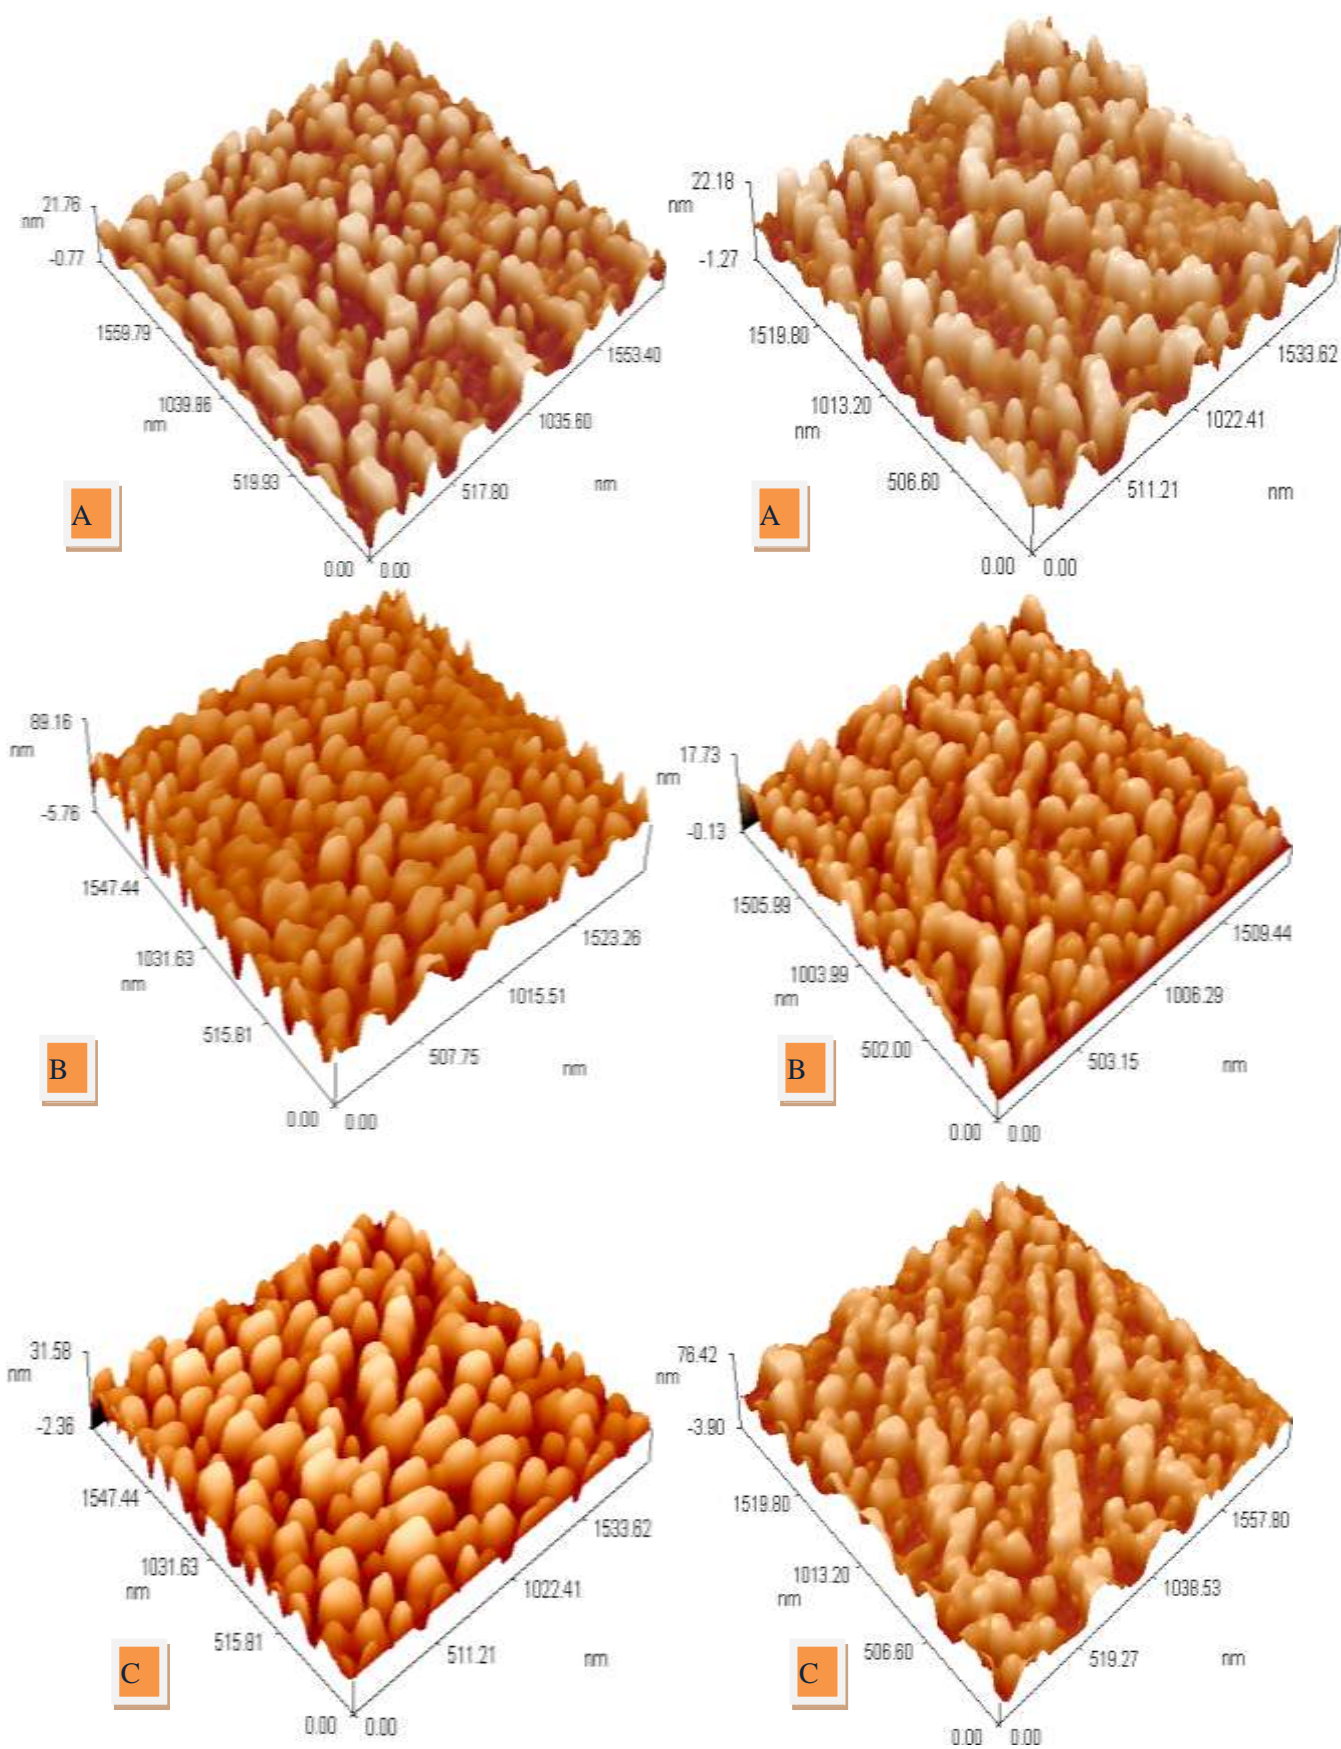 21.76
nm
-0.77
1559.79
1039.86
nm
519.93
0.00 0.00
517.80
1035.60
1553.40
nm
A
22.18
nm
-1.27
1519.80
1013.20
nm
506.60
0.00 0.00
511.21
1022.41
1533.62
nm
A
89.16
nm
-5.76
1547.44
1031.63
nm
515.81
0.00 0.00
507.75
1015.51
1523.26
nm
B
17.73
nm
-0.13
1505.99
1003.99
nm
502.00
0.00 0.00
503.15
1006.29
1509.44
nm
B
31.58
nm
-2.36
1547.44
1031.63
nm
515.81
0.00 0.00
511.21
1022.41
1533.62
nm
C
76.42
nm
-3.90
1519.80
1013.20
nm
506.60
0.00 0.00
519.27
1038.53
1557.80
nm
C